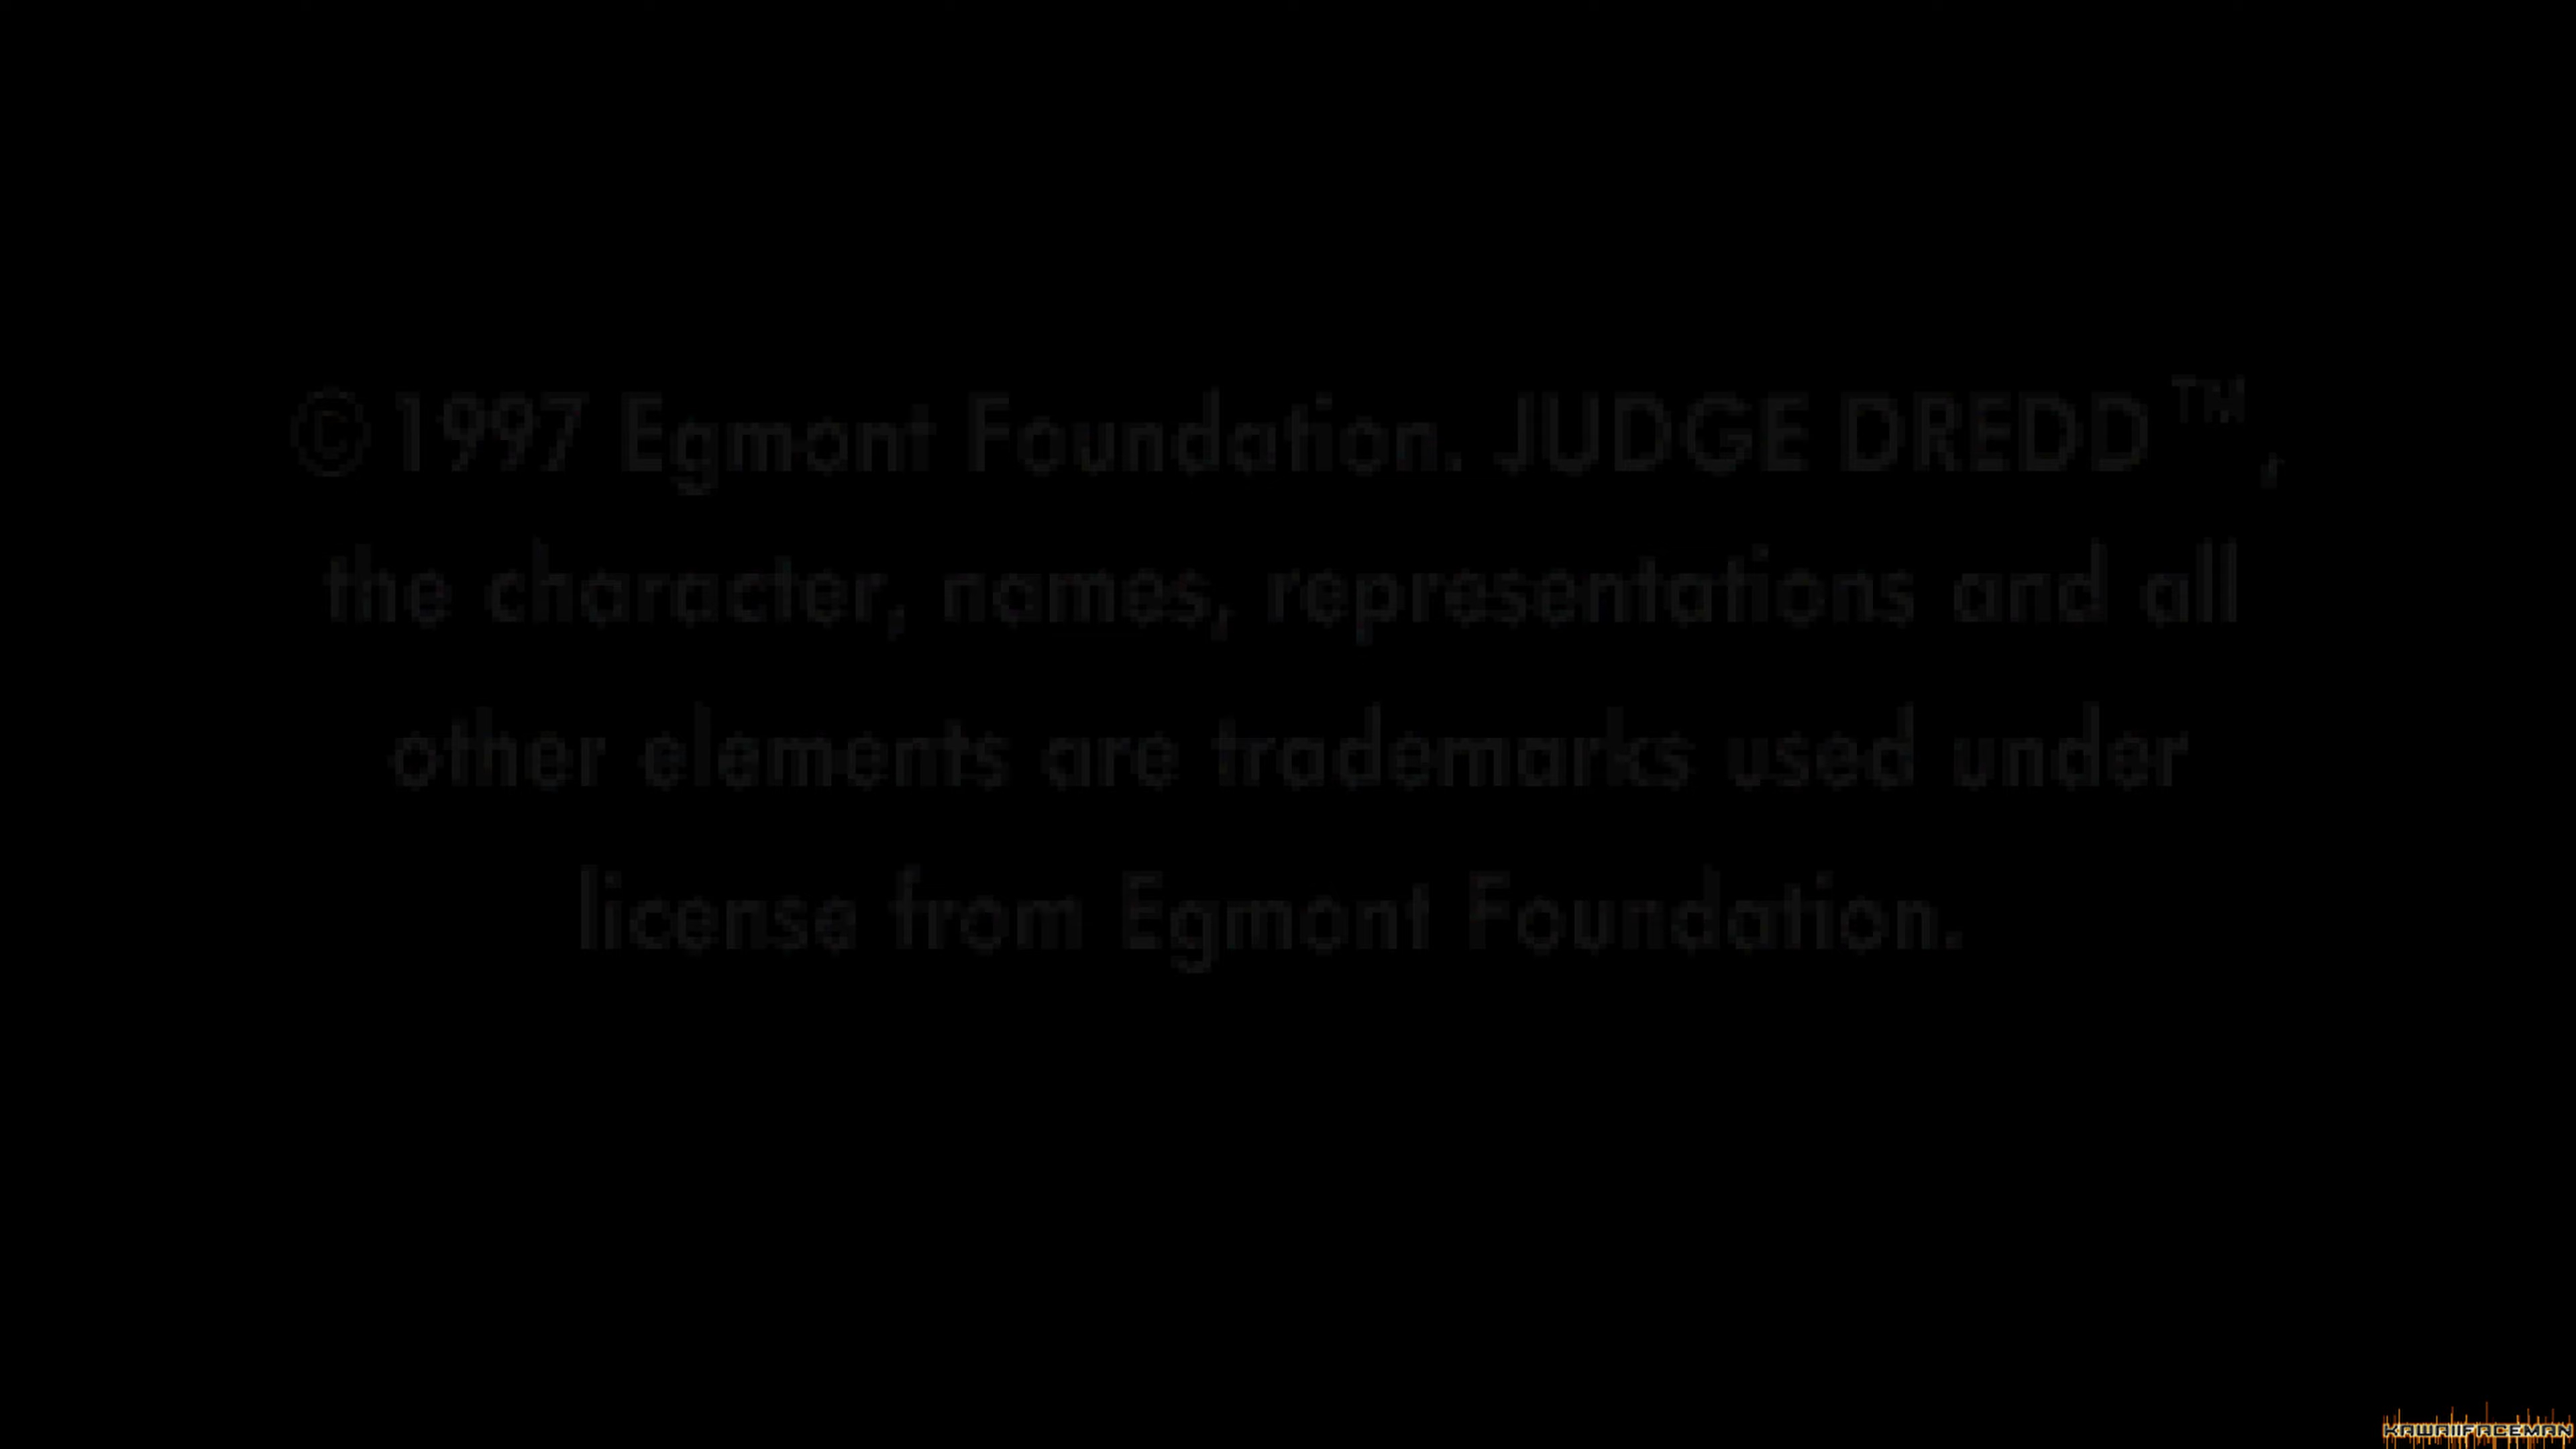 © 1997 Egmont Foundation. JUDGE DREDD™,
the character, names, representations and all
other elements are trademarks used under
license from Egmont Foundation.
KAWAIIFACEMAN